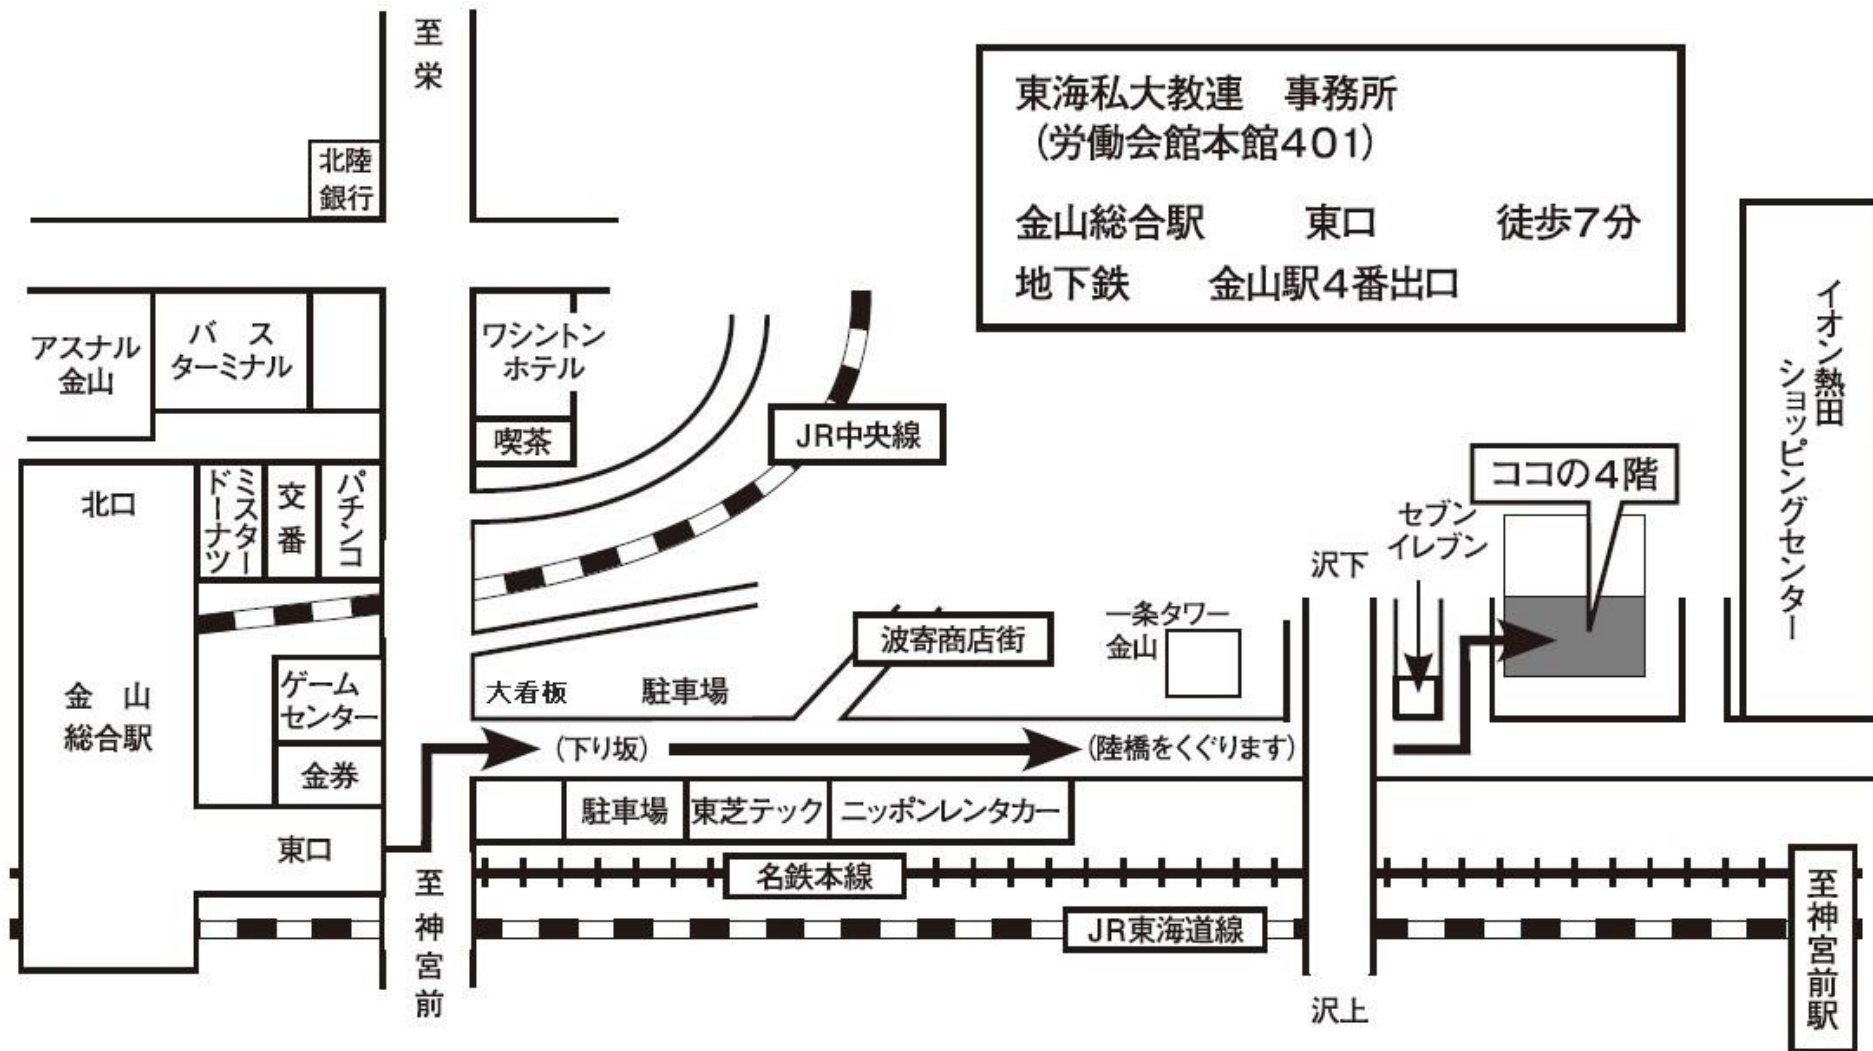 至栄
北陸
銀行
東海私大教連　事務所
(労働会館本館401)
金山総合駅　東口　徒歩7分
地下鉄　金山駅4番出口
アスナル
金山
バス
ターミナル
ワシントン
ホテル
喫茶
JR中央線
イオン熱田
ショッピングセンター
北口
ミスター
ドーナツ
交番
パチンコ
ココの4階
セブン
イレブン
沢下
一条タワー
金山
波寄商店街
金山
総合駅
ゲーム
センター
金券
大看板
駐車場
(下り坂)
(陸橋をくぐります)
駐車場
東芝テック
ニッポンレンタカー
東口
至神宮前
名鉄本線
JR東海道線
至神宮前駅
沢上